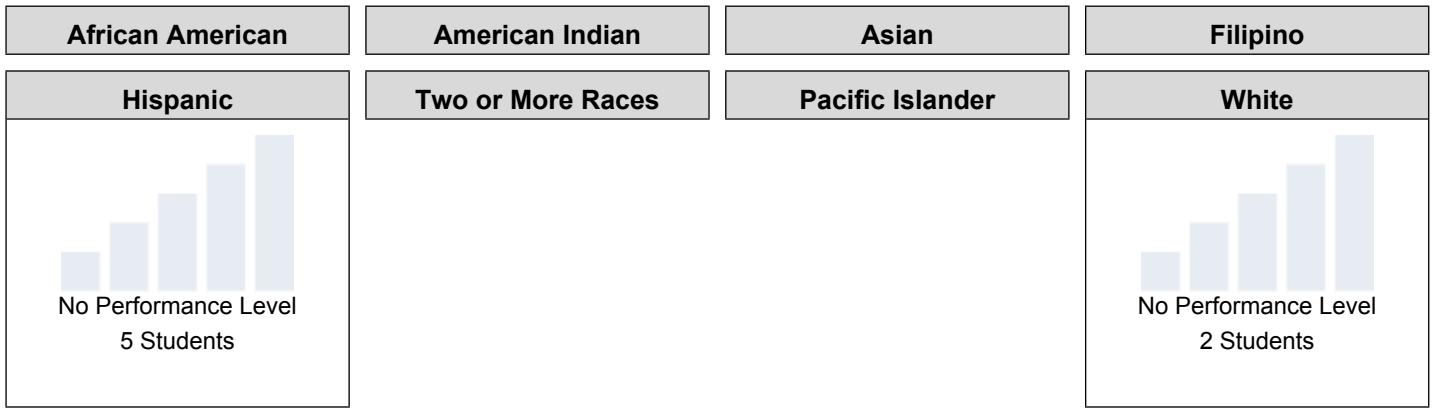 African American
American Indian
Asian
Filipino
Hispanic
Two or More Races
Pacific Islander
White
No Performance Level
5 Students
No Performance Level
2 Students